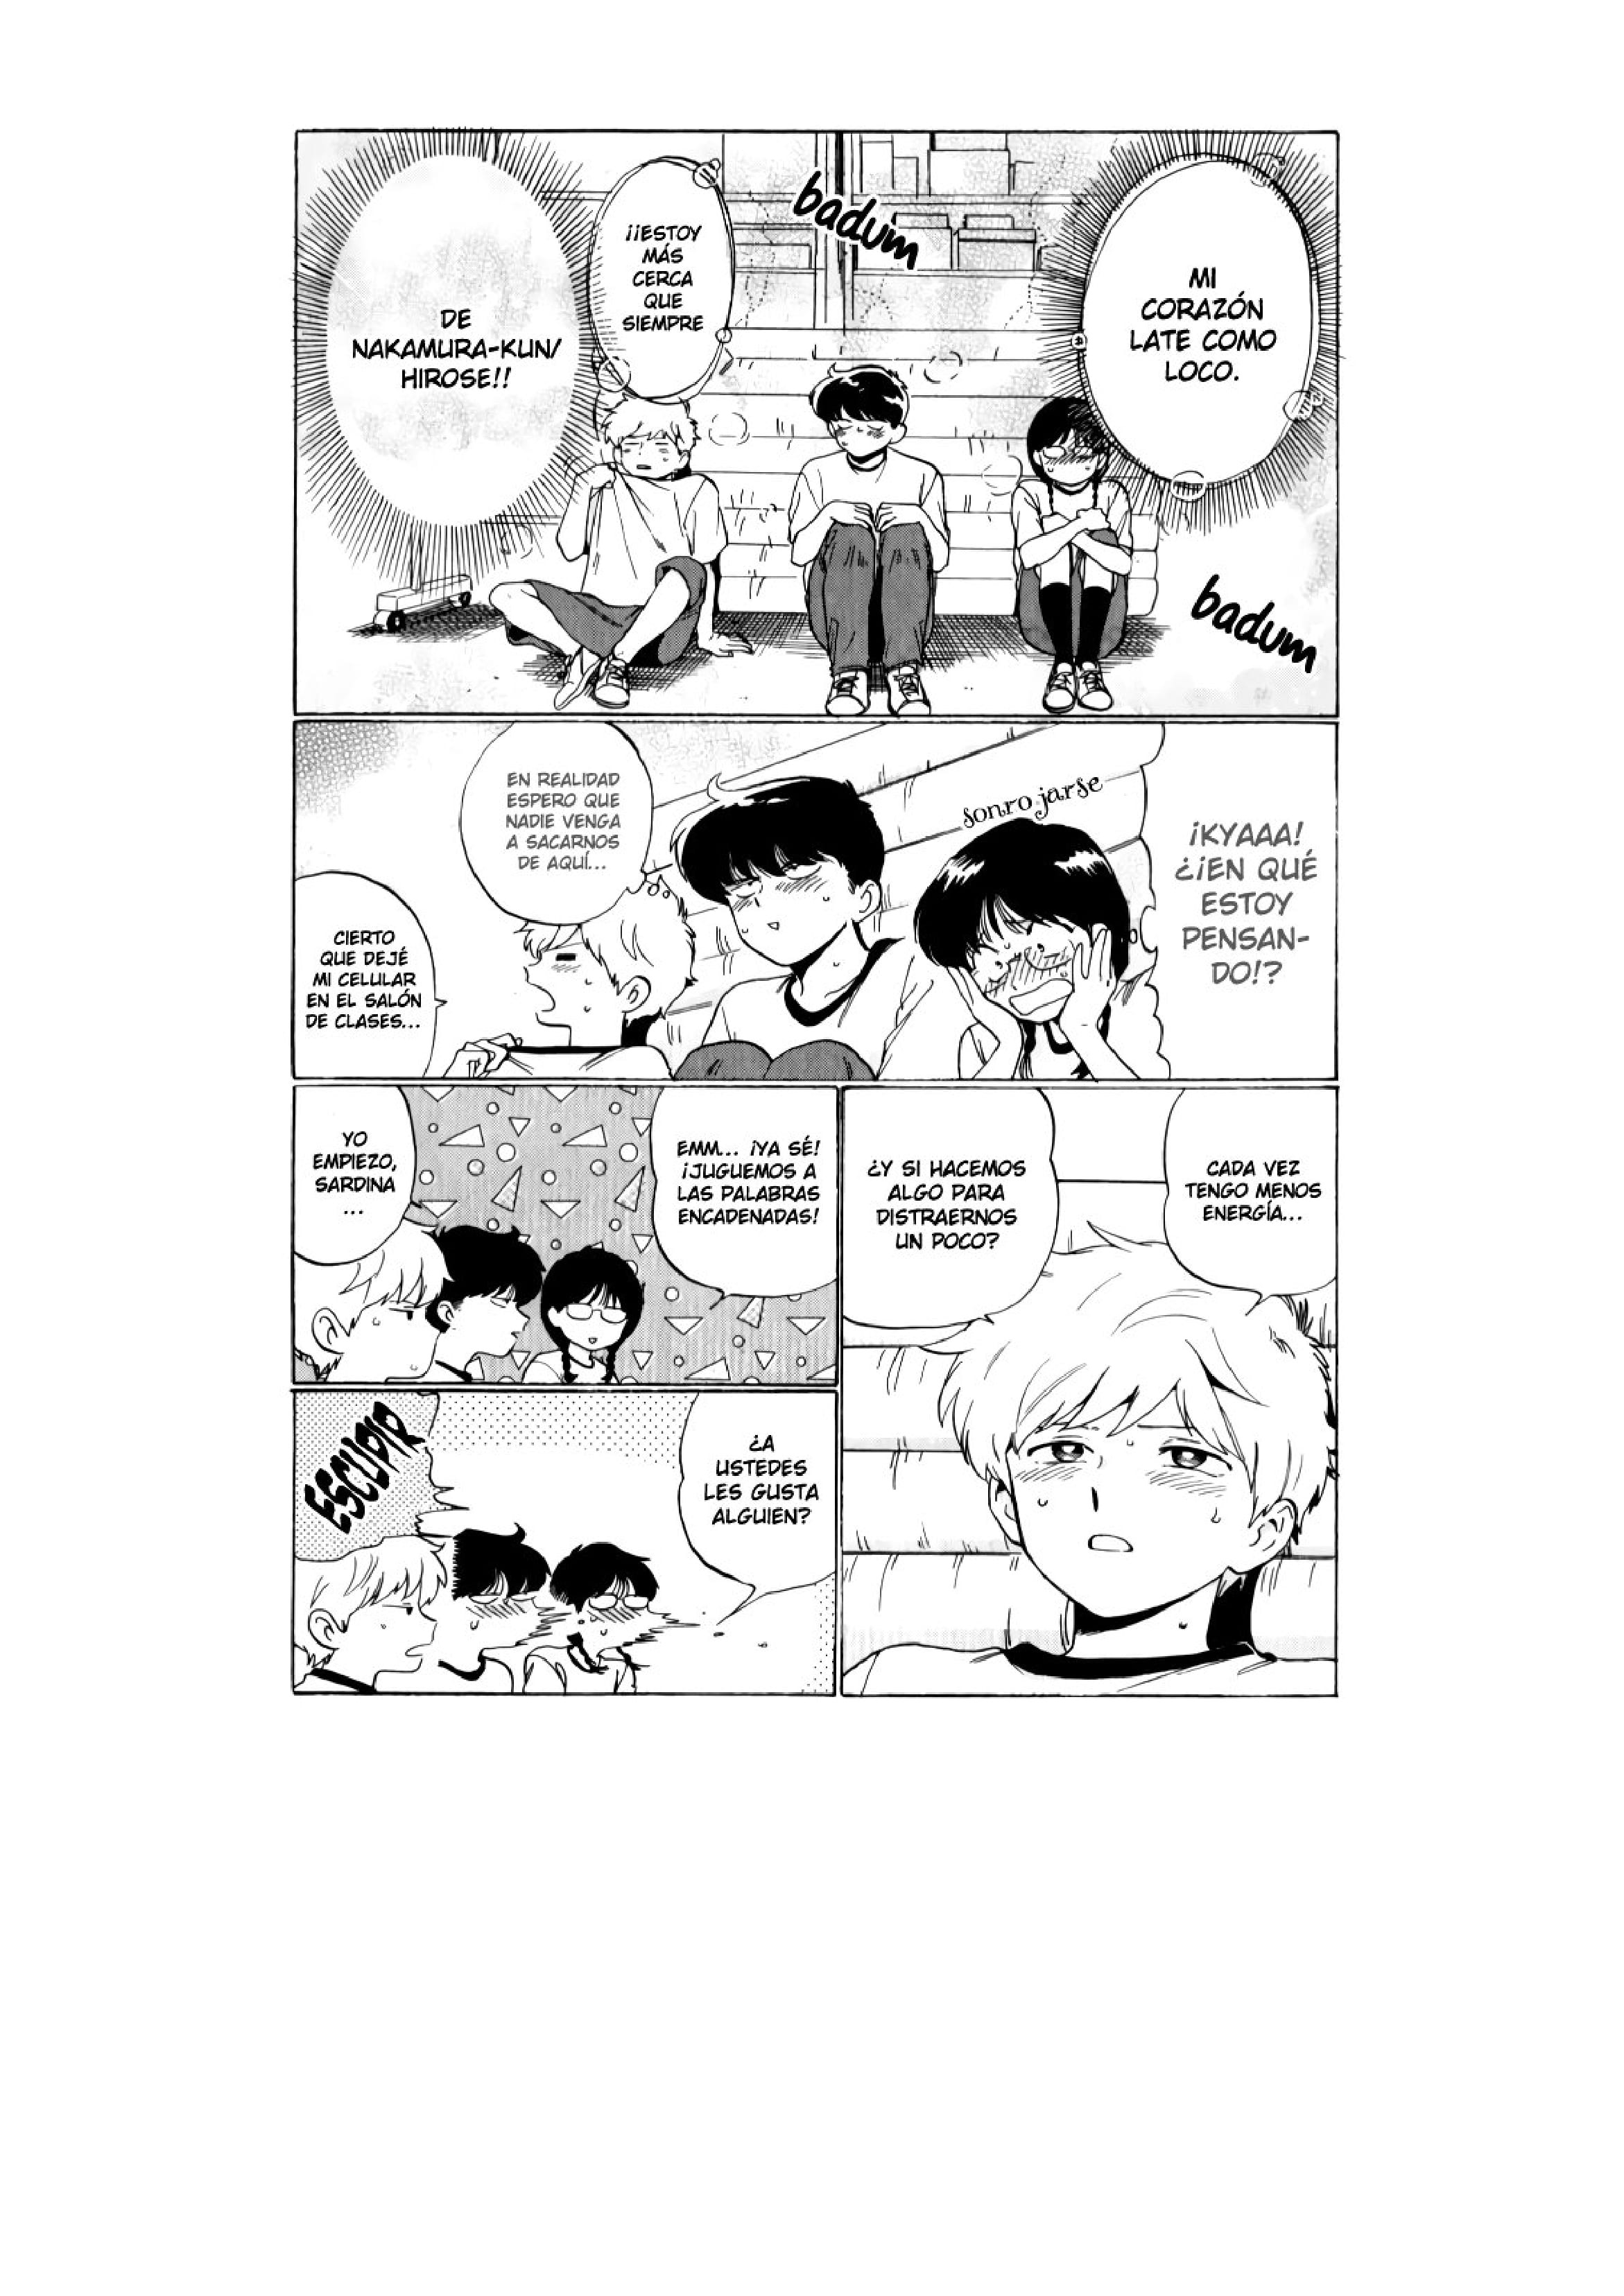 MI
CORAZÓN
LATE COMO
LOCO.
badum
¡¡ESTOY
MÁS
CERCA
QUE
SIEMPRE
DE
NAKAMURA-KUN/
HIROSE!!
badum
¡KYAAA!
¿¡EN QUÉ
ESTOY
PENSAN-
DO!?
sonrojarse
EN REALIDAD
ESPERO QUE
NADIE VENGA
A SACARNOS
DE AQUÍ...
CIERTO
QUE DEJÉ
MI CELULAR
EN EL SALÓN
DE CLASES...
CADA VEZ
TENGO MENOS
ENERGÍA...
¿Y SI HACEMOS
ALGO PARA
DISTRAERNOS
UN POCO?
EMM... ¡YA SÉ!
¡JUGUEMOS A
LAS PALABRAS
ENCADENADAS!
YO
EMPIEZO,
SARDINA
...
¿A
USTEDES
LES GUSTA
ALGUIEN?
ESCUPIR